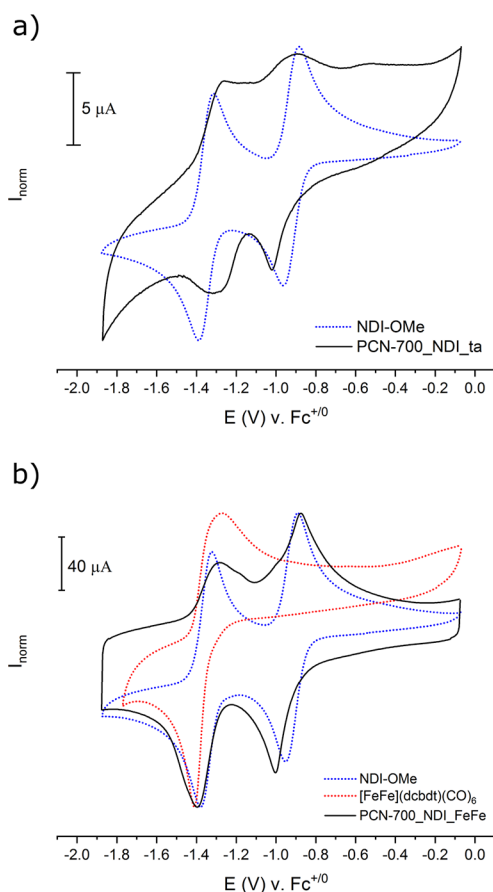 a)
5 μA
I_norm
NDI-OMe
PCN-700_NDI_ta
-2.0 -1.8 -1.6 -1.4 -1.2 -1.0 -0.8 -0.6 -0.4 -0.2 0.0
E (V) v. Fc^+/0
b)
40 μA
I_norm
NDI-OMe
[FeFe](dcbdt)(CO)₆
PCN-700_NDI_FeFe
-2.0 -1.8 -1.6 -1.4 -1.2 -1.0 -0.8 -0.6 -0.4 -0.2 0.0
E (V) v. Fc^+/0